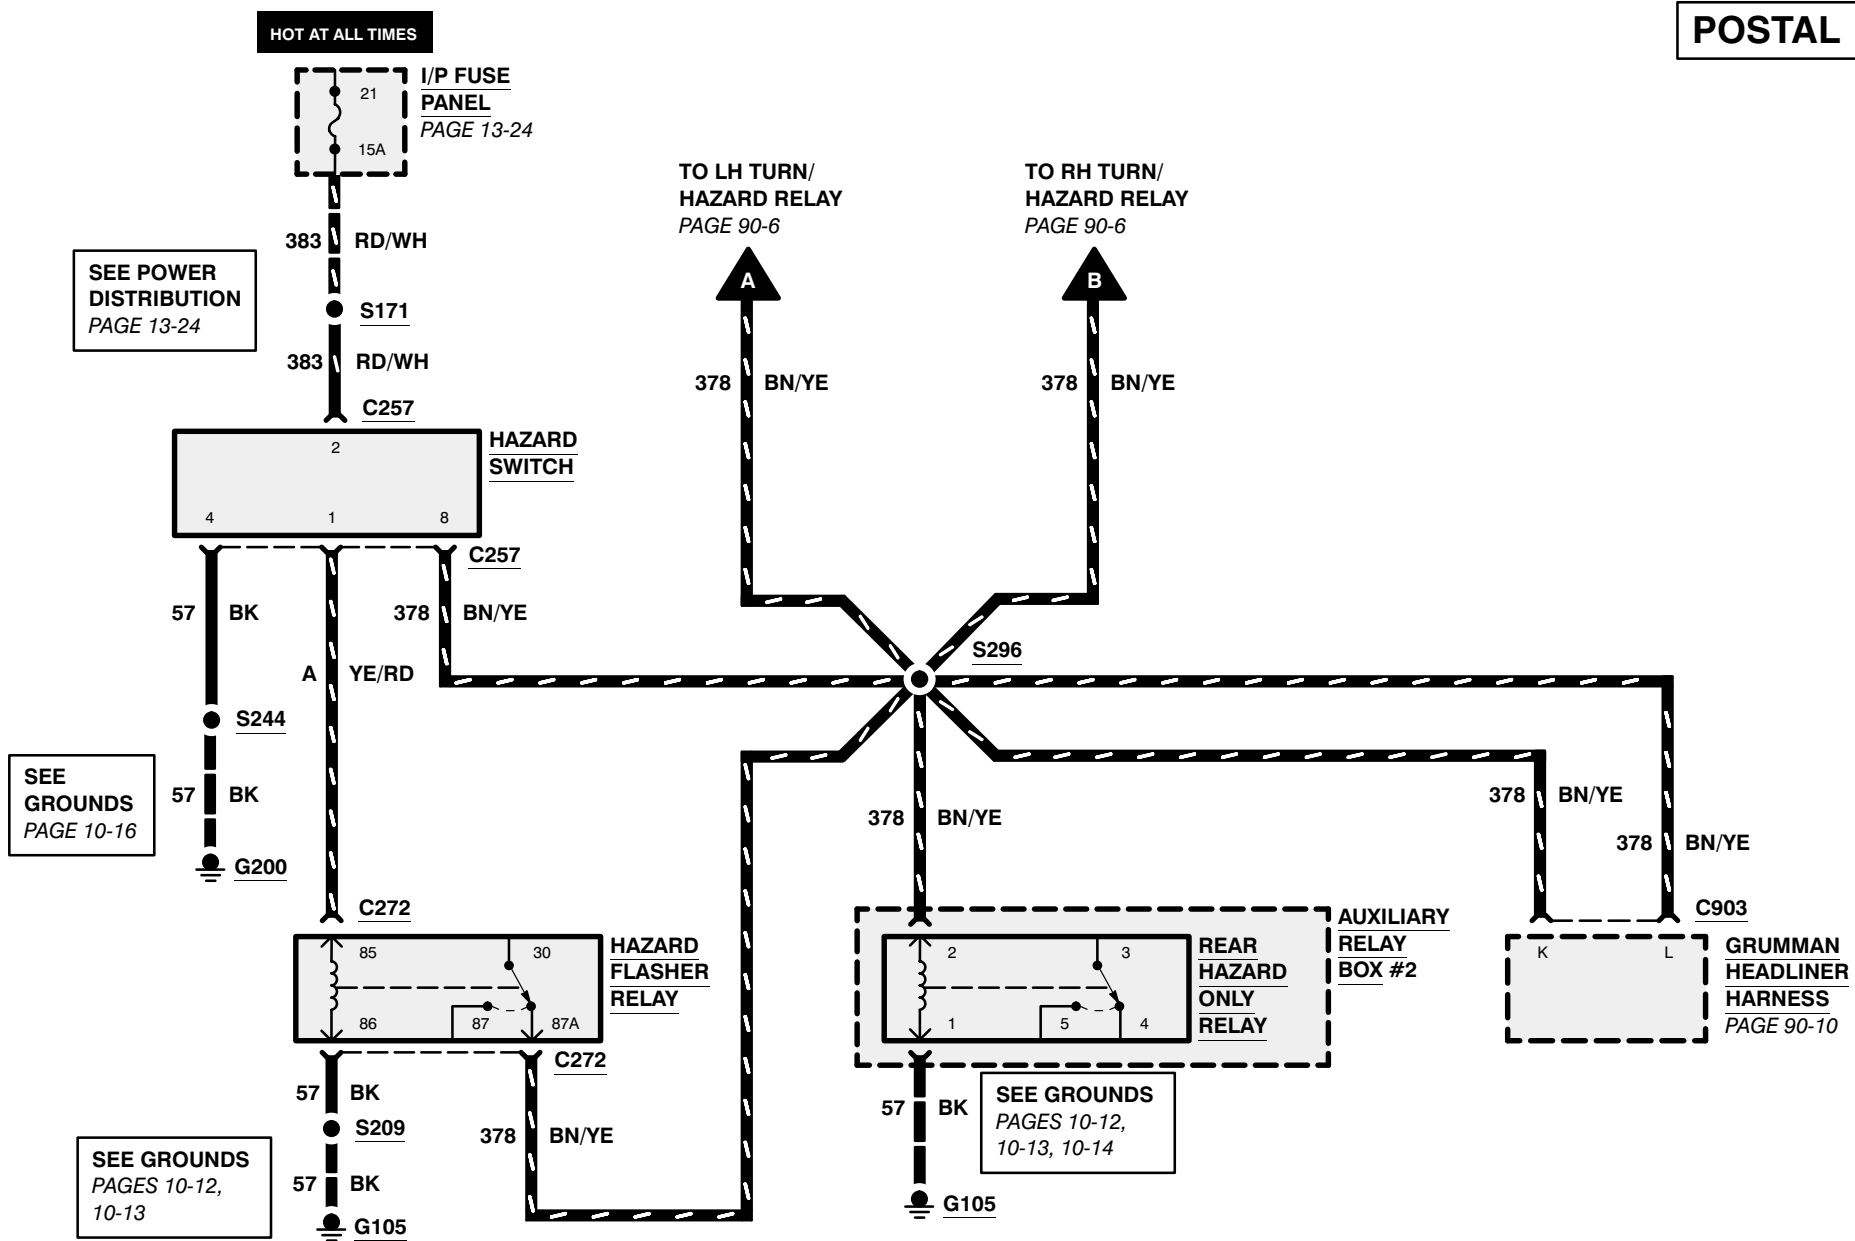 HOT AT ALL TIMES
POSTAL
21
15A
I/P FUSE
PANEL
PAGE 13-24
383 RD/WH
SEE POWER
DISTRIBUTION
PAGE 13-24
S171
383 RD/WH
C257
TO LH TURN/
HAZARD RELAY
PAGE 90-6
A
378 BN/YE
TO RH TURN/
HAZARD RELAY
PAGE 90-6
B
378 BN/YE
2
4 1 8
HAZARD
SWITCH
C257
57 BK
A YE/RD
378 BN/YE
S296
S244
SEE
GROUNDS
PAGE 10-16
57 BK
G200
378 BN/YE
378 BN/YE
378 BN/YE
C272
85 30
86 87 87A
HAZARD
FLASHER
RELAY
C272
2 3
1 5 4
REAR
HAZARD
ONLY
RELAY
AUXILIARY
RELAY
BOX #2
C903
K L
GRUMMAN
HEADLINER
HARNESS
PAGE 90-10
57 BK
S209
378 BN/YE
57 BK
SEE GROUNDS
PAGES 10-12,
10-13, 10-14
SEE GROUNDS
PAGES 10-12,
10-13
57 BK
G105
G105